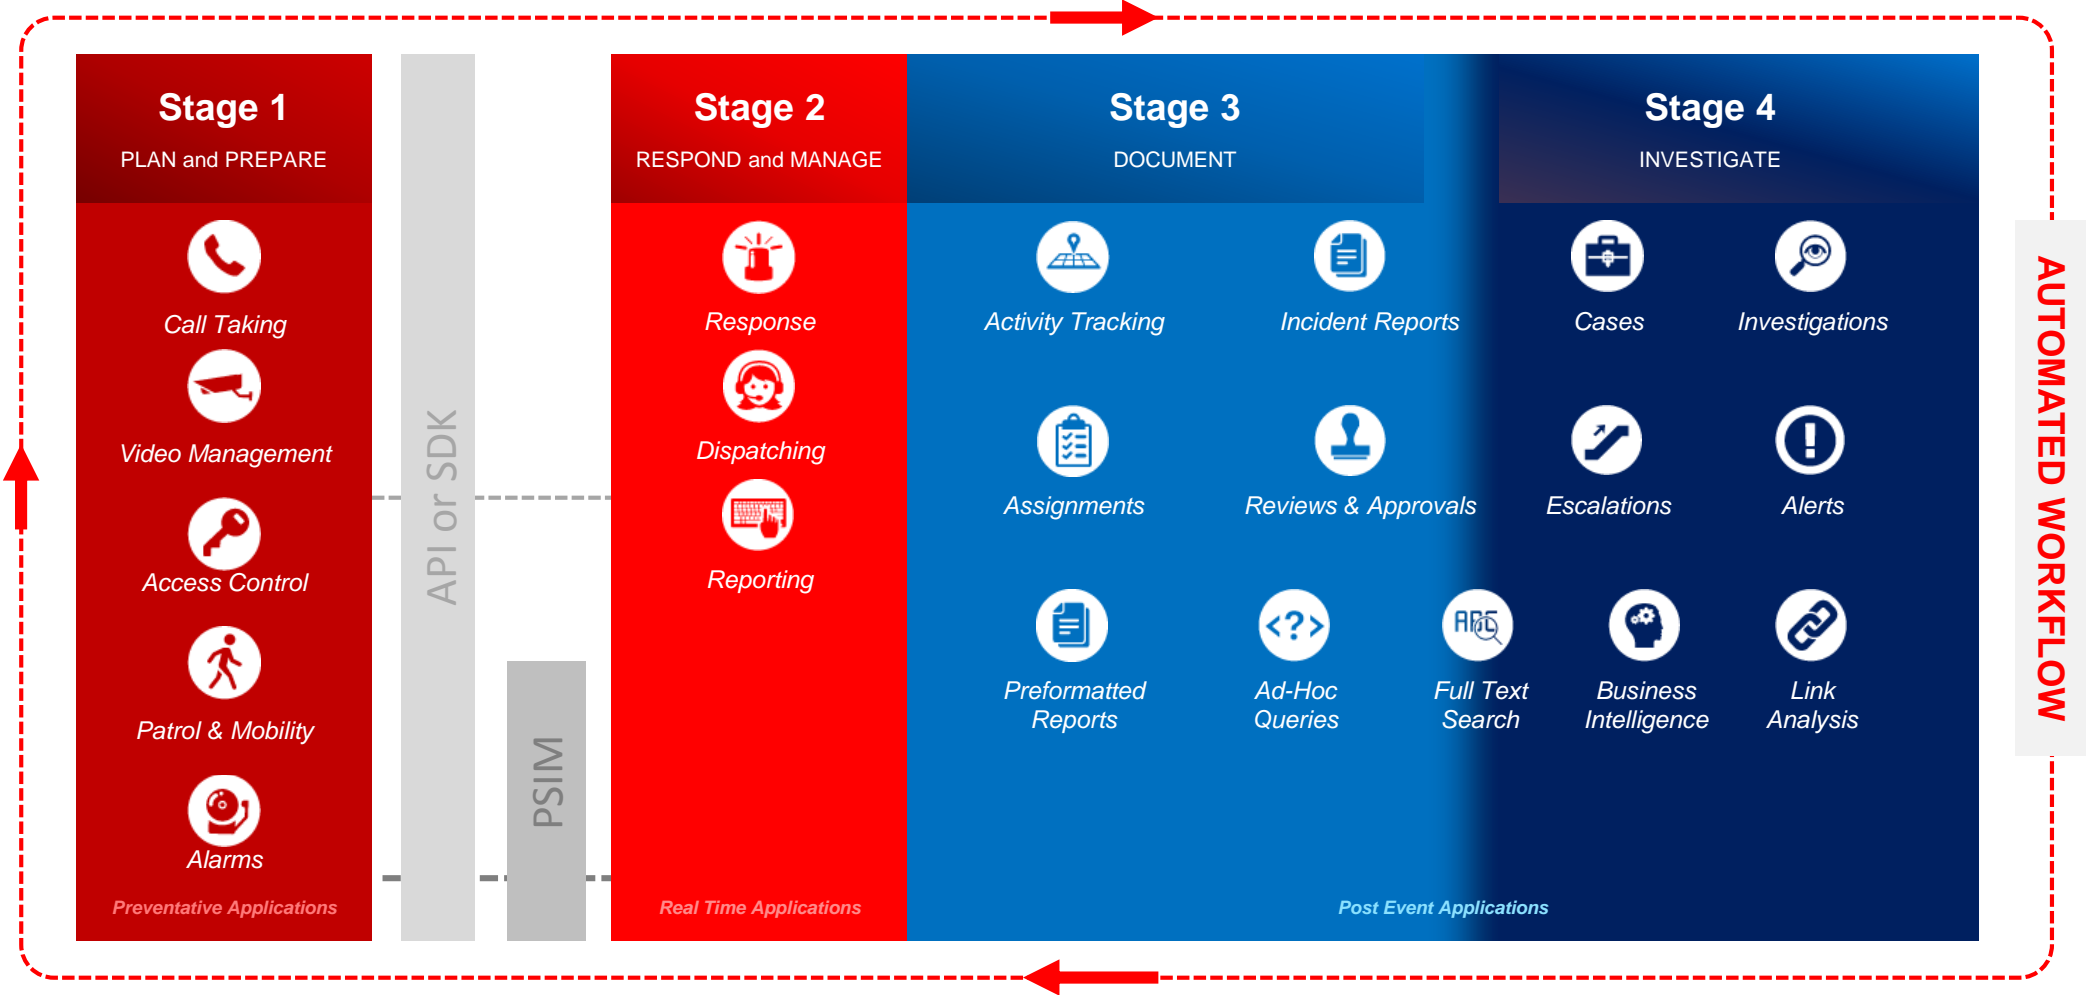 Stage 1
PLAN and PREPARE
Call Taking
Video Management
Access Control
Patrol & Mobility
Alarms
Preventative Applications
API or SDK
PSIM
Stage 2
RESPOND and MANAGE
Response
Dispatching
Reporting
Real Time Applications
Stage 3
DOCUMENT
Activity Tracking
Incident Reports
Assignments
Reviews & Approvals
Preformatted
Reports
<?>
Ad-Hoc
Queries
ABC
Full Text
Search
Stage 4
INVESTIGATE
Cases
Investigations
Escalations
Alerts
Business
Intelligence
Link
Analysis
Post Event Applications
AUTOMATED WORKFLOW